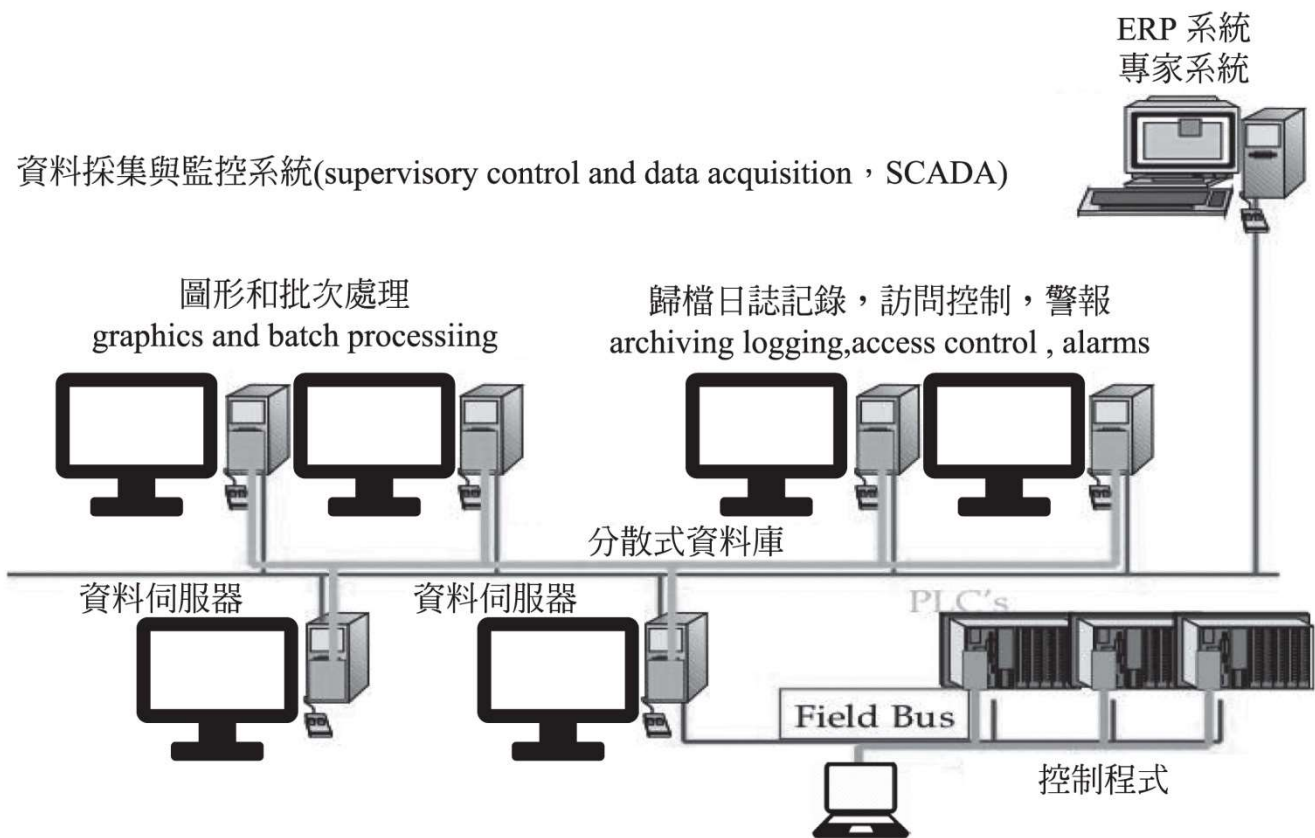 ERP 系統
專家系統
資料採集與監控系統(supervisory control and data acquisition，SCADA)
圖形和批次處理
graphics and batch processiing
歸檔日誌記錄，訪問控制，警報
archiving logging,access control , alarms
分散式資料庫
資料伺服器
資料伺服器
PLC's
Field Bus
控制程式